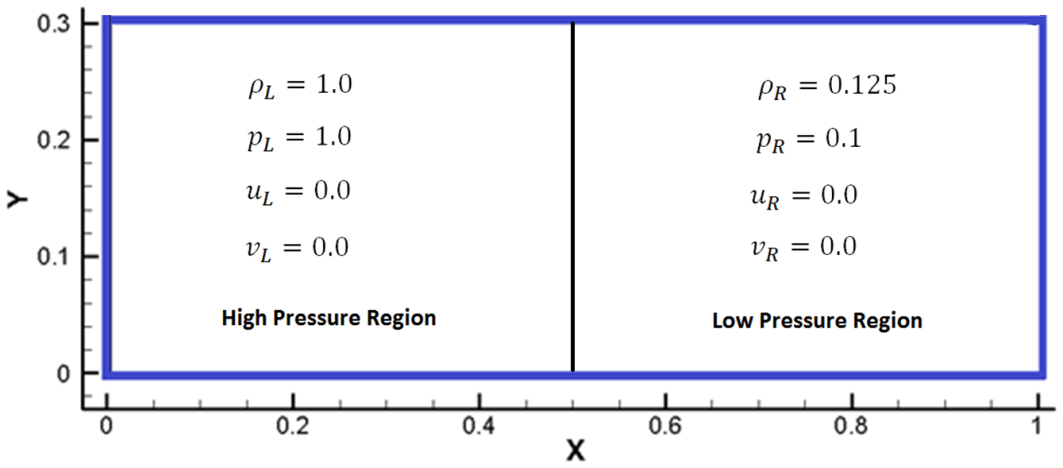 0.3
ρL = 1.0
ρR = 0.125
0.2
pL = 1.0
pR = 0.1
Y
uL = 0.0
uR = 0.0
0.1
vL = 0.0
vR = 0.0
High Pressure Region
Low Pressure Region
0
0 0.2 0.4 0.6 0.8 1
X